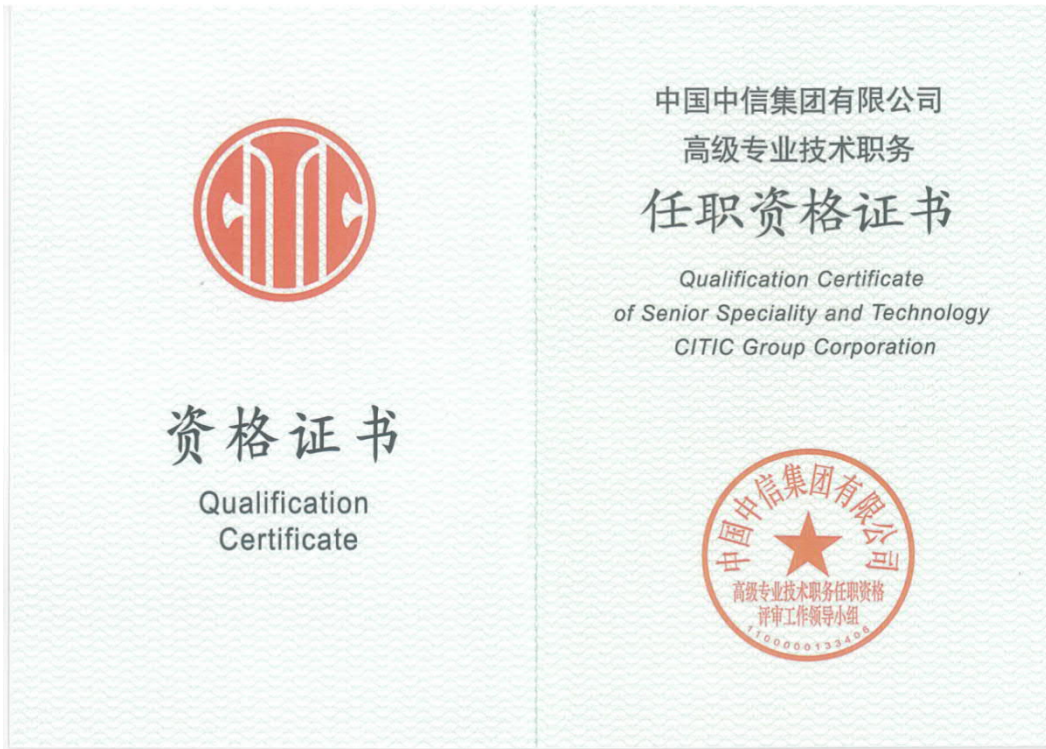 CITIC
资格证书
Qualification
Certificate
中国中信集团有限公司
高级专业技术职务
任职资格证书
Qualification Certificate
of Senior Speciality and Technology
CITIC Group Corporation
中国中信集团有限公司
高级专业技术职务任职资格
评审工作领导小组
1100000133406